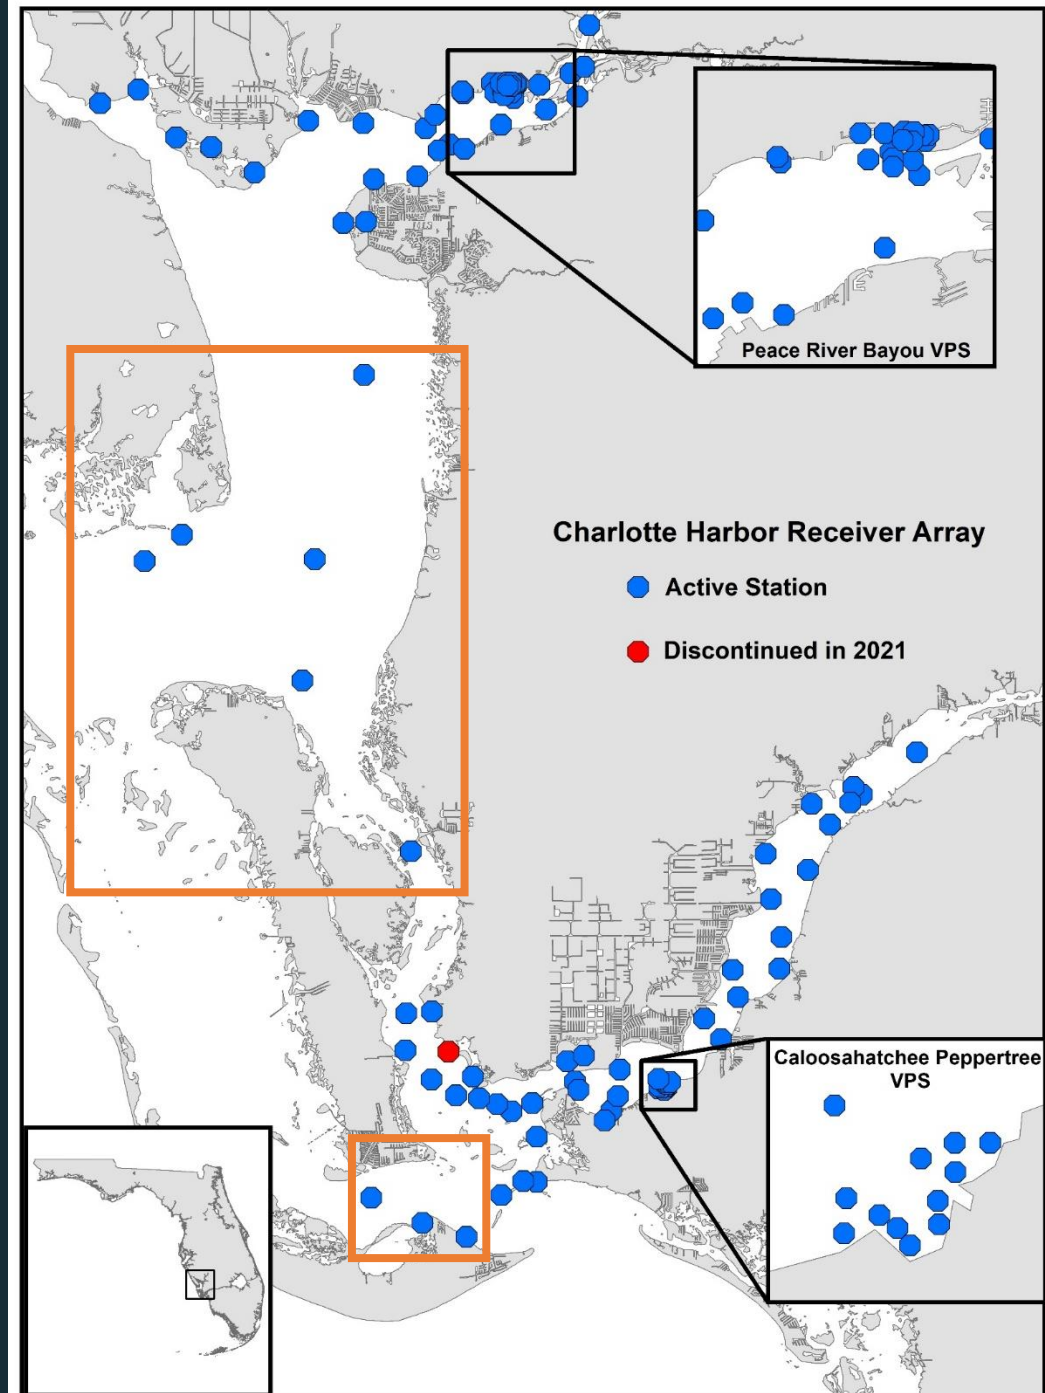 Peace River Bayou VPS
Charlotte Harbor Receiver Array
Active Station
Discontinued in 2021
Caloosahatchee Peppertree
VPS